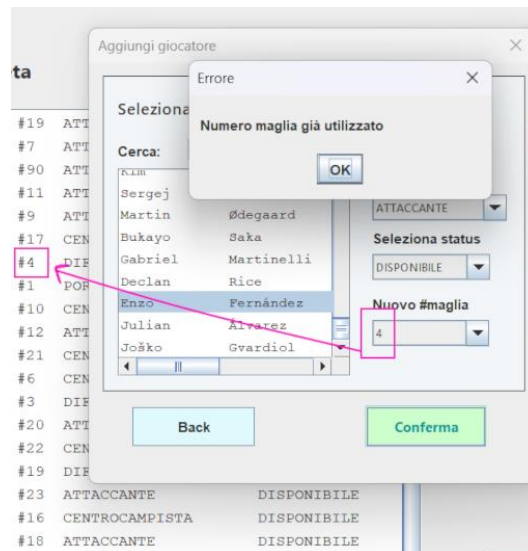 Aggiungi giocatore
ta
Errore
Seleziona
Numero maglia già utilizzato
Cerca:
OK
#19 ATT
#7 ATT
#90 ATT
#11 ATT
#9 ATT
#17 CEN
#4 DIF
#1 POR
#10 CEN
#12 ATT
#21 CEN
#6 CEN
#3 DIF
#20 ATT
#22 CEN
#19 DIF
#23 ATTACCANTE DISPONIBILE
#16 CENTROCAMPISTA DISPONIBILE
#18 ATTACCANTE DISPONIBILE
Kim
Sergej
Martin Ødegaard
Bukayo Saka
Gabriel Martinelli
Declan Rice
Enzo Fernández
Julian Álvarez
Joško Gvardiol
ATTACCANTE
Seleziona status
DISPONIBILE
Nuovo #maglia
4
Back
Conferma